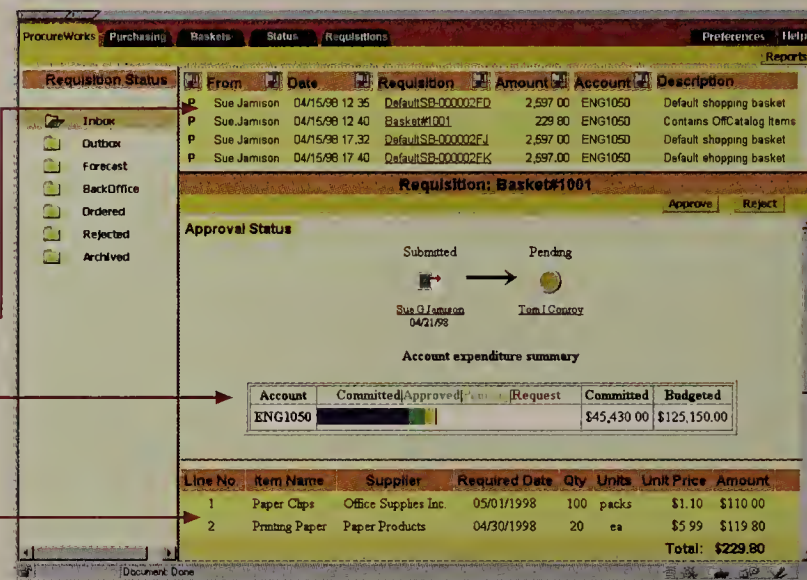 ProcureWorks Purchasing Baskets Status Requisitions Preferences Help
Reports
Requisition Status
Inbox
Outbox
Forecast
BackOffice
Ordered
Rejected
Archived
From Date Requisition Amount Account Description
P Sue Jamison 04/15/98 12 35 DefaultSB-000002FD 2,597 00 ENG1050 Default shopping basket
P Sue Jamison 04/15/98 12 40 Basket#1001 229 80 ENG1050 Contains OffCatalog Items
P Sue Jamison 04/15/98 17.32 DefaultSB-000002FJ 2,597 00 ENG1050 Default shopping basket
P Sue Jamison 04/15/98 17 40 DefaultSB-000002FK 2,597.00 ENG1050 Default shopping basket
Requisition: Basket#1001
Approve Reject
Approval Status
Submitted Pending
Sue G Jamison Tom I Conroy
04/21/98
Account expenditure summary
Account Committed Approved Request Committed Budgeted
ENG1050 $45,430 00 $125,150.00
Line No. Item Name Supplier Required Date Qty Units Unit Price Amount
1 Paper Clips Office Supplies Inc. 05/01/1998 100 packs $1.10 $110 00
2 Printing Paper Paper Products 04/30/1998 20 ea $5 99 $119 80
Total: $229.80
Document: Done